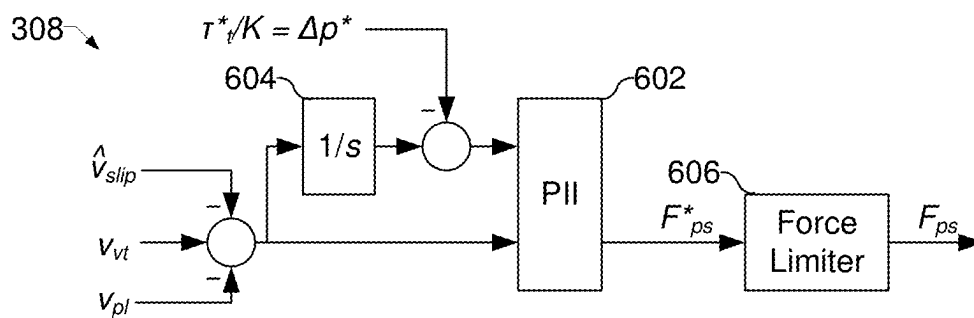 308
τ*t/K = Δp*
604
602
−
1/s
v̂slip
−
PII
606
F*ps
Force
Limiter
Fps
vvt
−
vpl